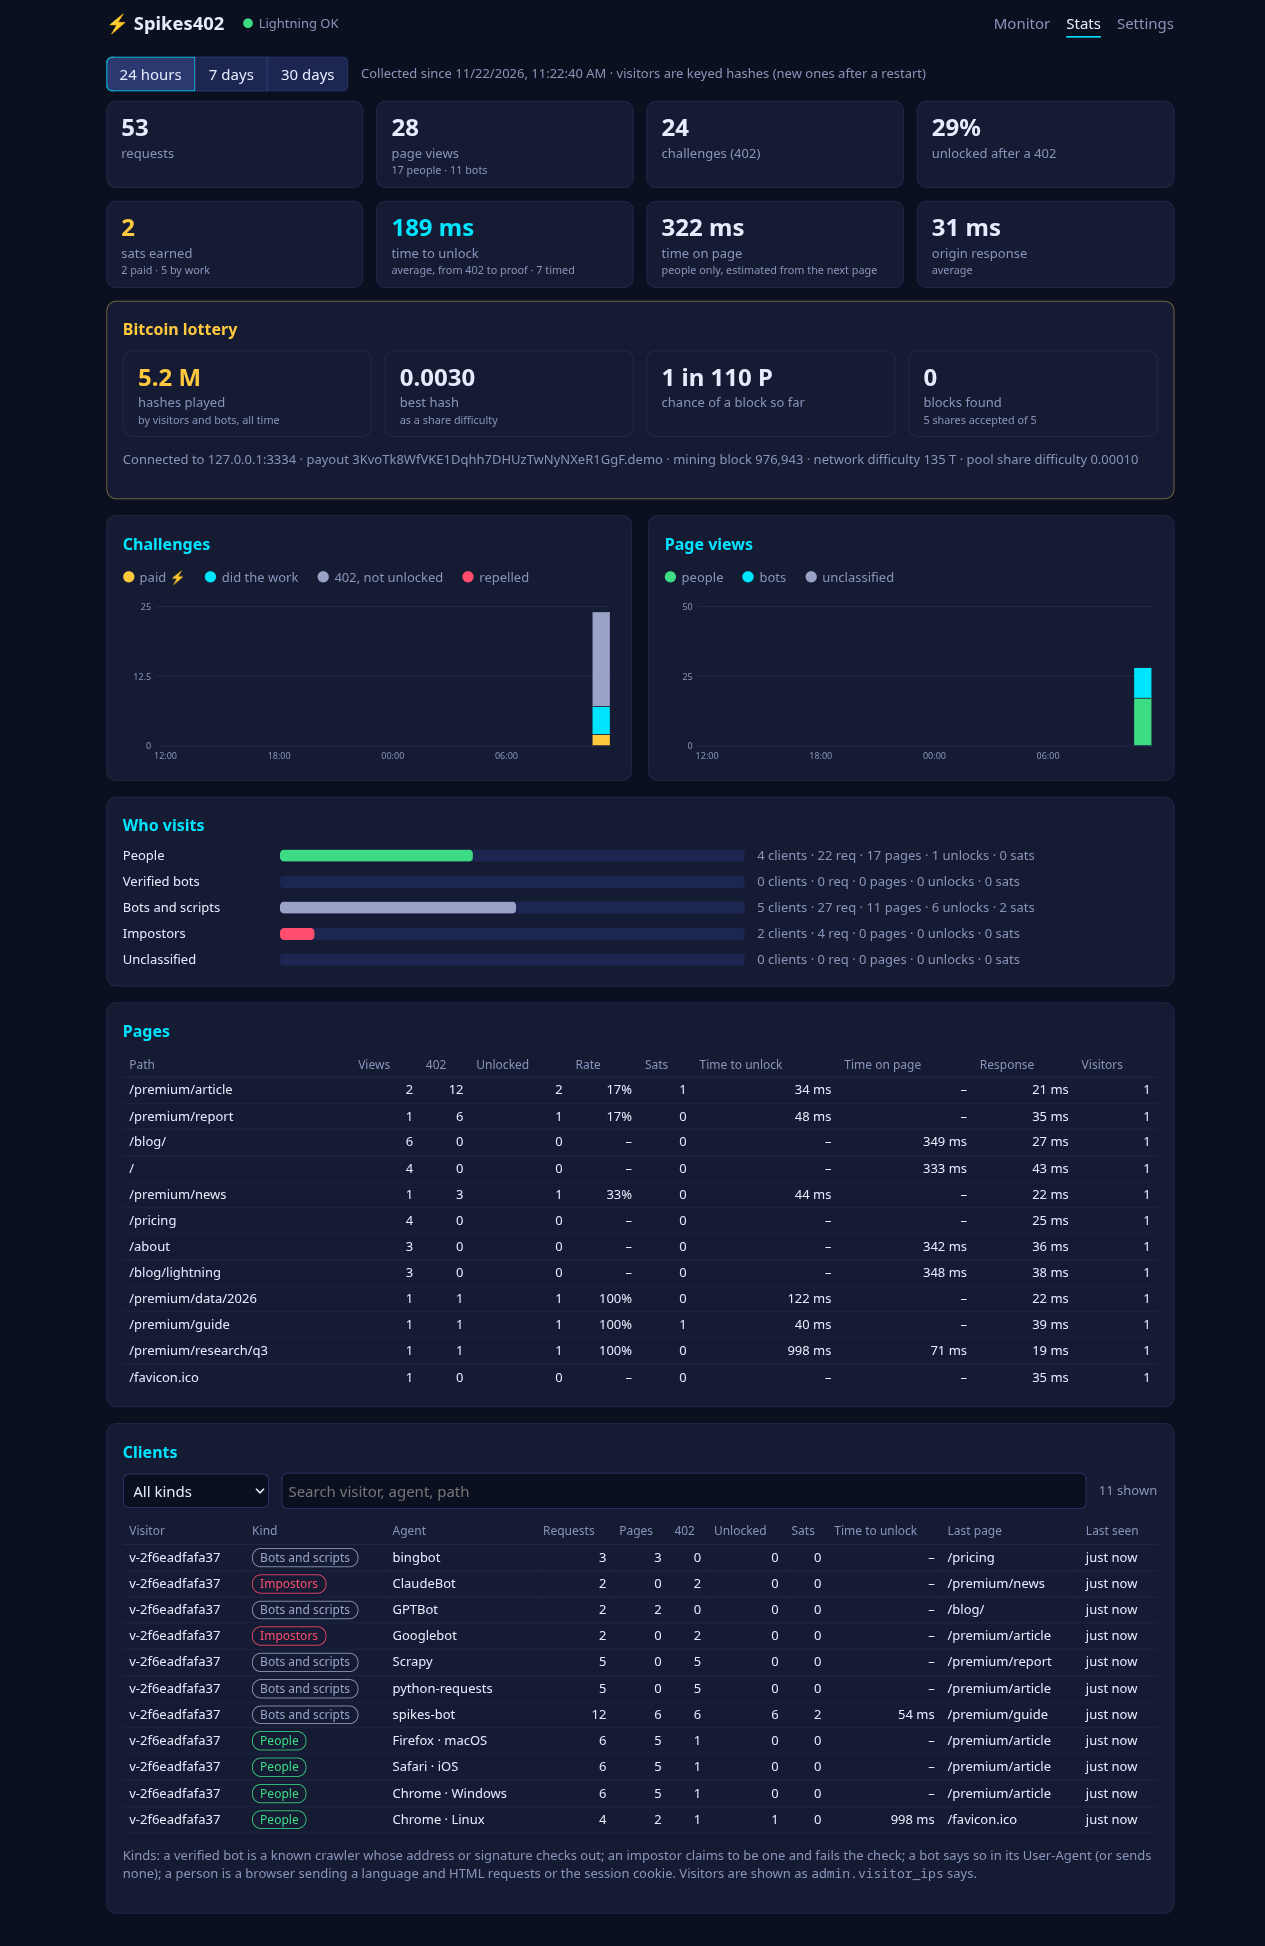 ⚡ Spikes402 Lightning OK Monitor Stats Settings
24 hours 7 days 30 days Collected since 11/22/2026, 11:22:40 AM · visitors are keyed hashes (new ones after a restart)
53
requests
28
page views
17 people · 11 bots
24
challenges (402)
29%
unlocked after a 402
2
sats earned
2 paid · 5 by work
189 ms
time to unlock
average, from 402 to proof · 7 timed
322 ms
time on page
people only, estimated from the next page
31 ms
origin response
average
Bitcoin lottery
5.2 M
hashes played
by visitors and bots, all time
0.0030
best hash
as a share difficulty
1 in 110 P
chance of a block so far
0
blocks found
5 shares accepted of 5
Connected to 127.0.0.1:3334 · payout 3KvoTk8WfVKE1Dqhh7DHUzTwNyNXeR1GgF.demo · mining block 976,943 · network difficulty 135 T · pool share difficulty 0.00010
Challenges
paid ⚡ did the work 402, not unlocked repelled
25
12.5
0
12:00 18:00 00:00 06:00
Page views
people bots unclassified
50
25
0
12:00 18:00 00:00 06:00
Who visits
People 4 clients · 22 req · 17 pages · 1 unlocks · 0 sats
Verified bots 0 clients · 0 req · 0 pages · 0 unlocks · 0 sats
Bots and scripts 5 clients · 27 req · 11 pages · 6 unlocks · 2 sats
Impostors 2 clients · 4 req · 0 pages · 0 unlocks · 0 sats
Unclassified 0 clients · 0 req · 0 pages · 0 unlocks · 0 sats
Pages
Path Views 402 Unlocked Rate Sats Time to unlock Time on page Response Visitors
/premium/article 2 12 2 17% 1 34 ms – 21 ms 1
/premium/report 1 6 1 17% 0 48 ms – 35 ms 1
/blog/ 6 0 0 – 0 – 349 ms 27 ms 1
/ 4 0 0 – 0 – 333 ms 43 ms 1
/premium/news 1 3 1 33% 0 44 ms – 22 ms 1
/pricing 4 0 0 – 0 – – 25 ms 1
/about 3 0 0 – 0 – 342 ms 36 ms 1
/blog/lightning 3 0 0 – 0 – 348 ms 38 ms 1
/premium/data/2026 1 1 1 100% 0 122 ms – 22 ms 1
/premium/guide 1 1 1 100% 1 40 ms – 39 ms 1
/premium/research/q3 1 1 1 100% 0 998 ms 71 ms 19 ms 1
/favicon.ico 1 0 0 – 0 – – 35 ms 1
Clients
All kinds Search visitor, agent, path 11 shown
Visitor Kind Agent Requests Pages 402 Unlocked Sats Time to unlock Last page Last seen
v-2f6eadfafa37 Bots and scripts bingbot 3 3 0 0 0 – /pricing just now
v-2f6eadfafa37 Impostors ClaudeBot 2 0 2 0 0 – /premium/news just now
v-2f6eadfafa37 Bots and scripts GPTBot 2 2 0 0 0 – /blog/ just now
v-2f6eadfafa37 Impostors Googlebot 2 0 2 0 0 – /premium/article just now
v-2f6eadfafa37 Bots and scripts Scrapy 5 0 5 0 0 – /premium/report just now
v-2f6eadfafa37 Bots and scripts python-requests 5 0 5 0 0 – /premium/article just now
v-2f6eadfafa37 Bots and scripts spikes-bot 12 6 6 6 2 54 ms /premium/guide just now
v-2f6eadfafa37 People Firefox · macOS 6 5 1 0 0 – /premium/article just now
v-2f6eadfafa37 People Safari · iOS 6 5 1 0 0 – /premium/article just now
v-2f6eadfafa37 People Chrome · Windows 6 5 1 0 0 – /premium/article just now
v-2f6eadfafa37 People Chrome · Linux 4 2 1 1 0 998 ms /favicon.ico just now
Kinds: a verified bot is a known crawler whose address or signature checks out; an impostor claims to be one and fails the check; a bot says so in its User-Agent (or sends
none); a person is a browser sending a language and HTML requests or the session cookie. Visitors are shown as admin.visitor_ips says.